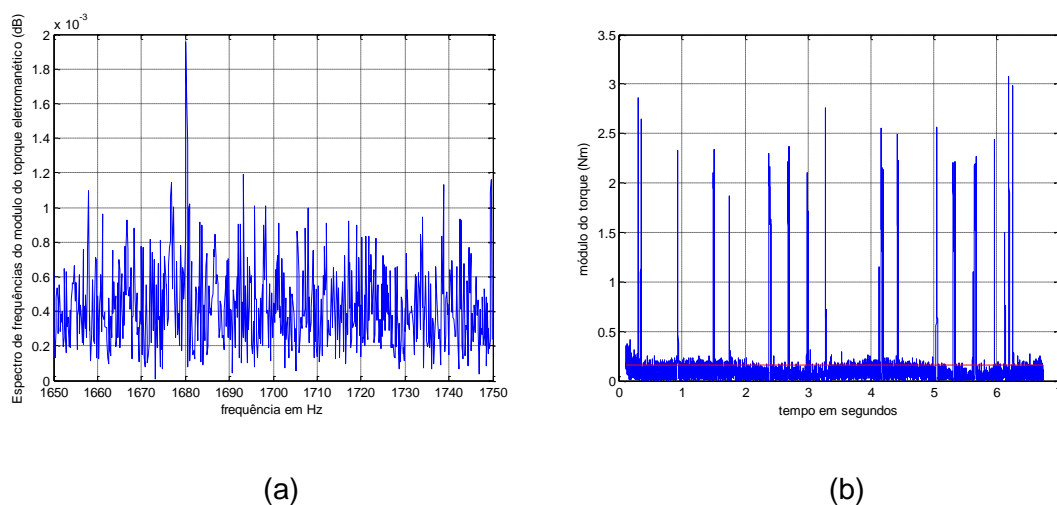 x 10⁻³
2
1.8
1.6
1.4
1.2
1
0.8
0.6
0.4
0.2
0
Espectro de frequências do modulo do toprque eletromanético (dB)
1650 1660 1670 1680 1690 1700 1710 1720 1730 1740 1750
frequência em Hz
(a)
3.5
3
2.5
2
1.5
1
0.5
0
módulo do torque (Nm)
0 1 2 3 4 5 6 7
tempo em segundos
(b)